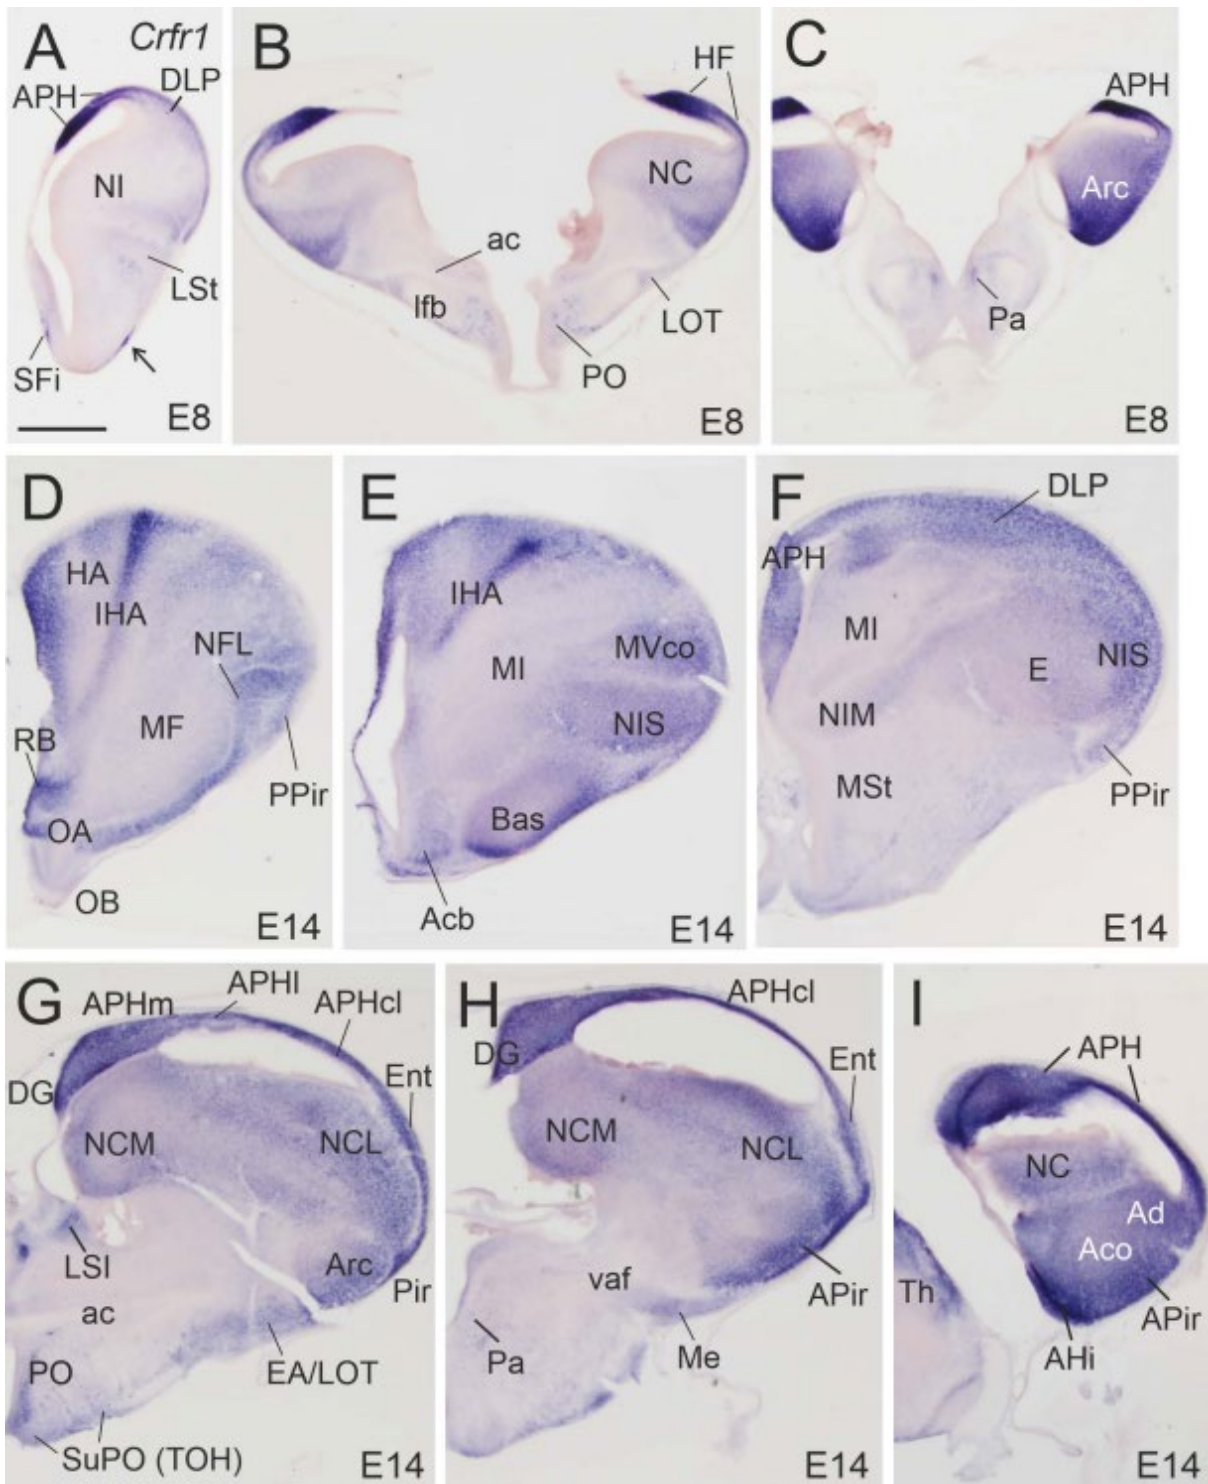 A
Crfr1
APH
DLP
NI
LSt
SFi
E8
B
HF
NC
ac
lfb
LOT
PO
E8
C
APH
Arc
Pa
E8
D
HA
IHA
NFL
MF
RB
PPir
OA
OB
E14
E
IHA
MVco
MI
NIS
Bas
Acb
E14
F
DLP
APH
MI
NIS
E
NIM
MSt
PPir
E14
G
APHl
APHm
APHcl
DG
Ent
NCM
NCL
LSI
Arc
Pir
ac
PO
EA/LOT
SuPO (TOH)
E14
H
APHcl
DG
Ent
NCM
NCL
vaf
APir
Pa
Me
E14
I
APH
NC
Ad
Aco
Th
APir
AHi
E14